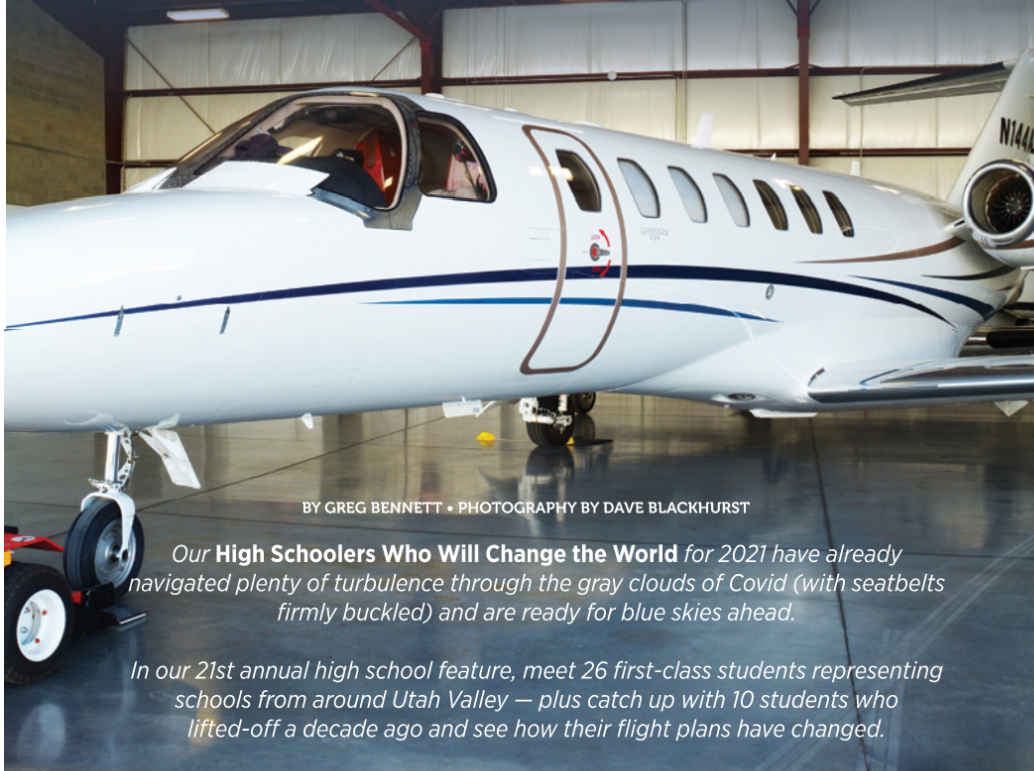 N144
BY GREG BENNETT • PHOTOGRAPHY BY DAVE BLACKHURST
Our High Schoolers Who Will Change the World for 2021 have already
navigated plenty of turbulence through the gray clouds of Covid (with seatbelts
firmly buckled) and are ready for blue skies ahead.
In our 21st annual high school feature, meet 26 first-class students representing
schools from around Utah Valley — plus catch up with 10 students who
lifted-off a decade ago and see how their flight plans have changed.